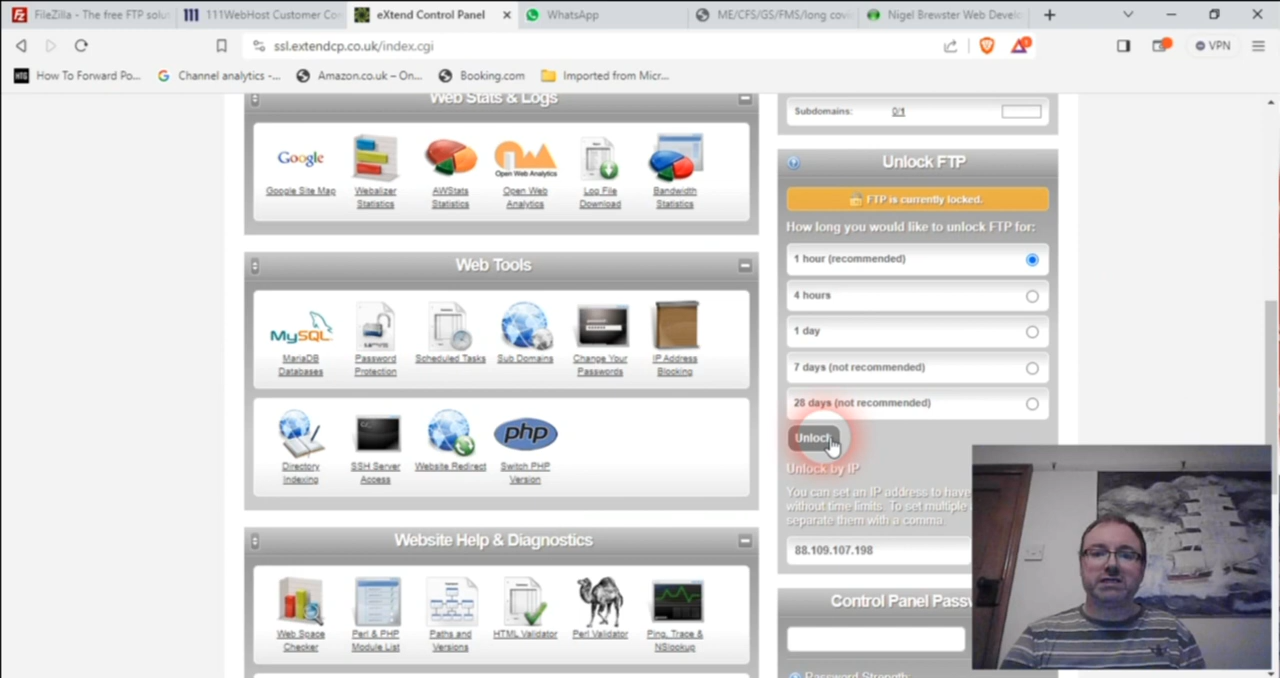 FileZilla - The free FTP solut
111WebHost Customer Con
eXtend Control Panel
WhatsApp
ME/CFS/GS/FMS/long covi
Nigel Brewster Web Develo
ssl.extendcp.co.uk/index.cgi
VPN
HTG
How To Forward Po...
Channel analytics -...
Amazon.co.uk – On...
Booking.com
Imported from Micr...
Web Stats & Logs
Google
Google Site Map
Webalizer
Statistics
AWStats
Statistics
Open Web Analytics
Open Web
Analytics
Log File
Download
Bandwidth
Statistics
Web Tools
MySQL
MariaDB
Databases
Password
Protection
Scheduled Tasks
Sub Domains
Change Your
Passwords
IP Address
Blocking
Directory
Indexing
SSH Server
Access
Website Redirect
php
Switch PHP
Version
Website Help & Diagnostics
Web Space
Checker
Perl & PHP
Module List
Paths and
Versions
HTML Validator
Perl Validator
Ping, Trace &
NSlookup
Subdomains:
0/1
Unlock FTP
FTP is currently locked.
How long you would like to unlock FTP for:
1 hour (recommended)
4 hours
1 day
7 days (not recommended)
28 days (not recommended)
Unlock
Unlock by IP
You can set an IP address to have
without time limits. To set multiple
separate them with a comma.
88.109.107.198
Control Panel Passw
Password Strength